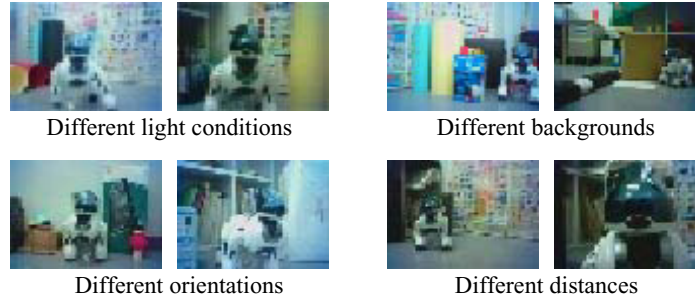 Different light conditions
Different backgrounds
Different orientations
Different distances